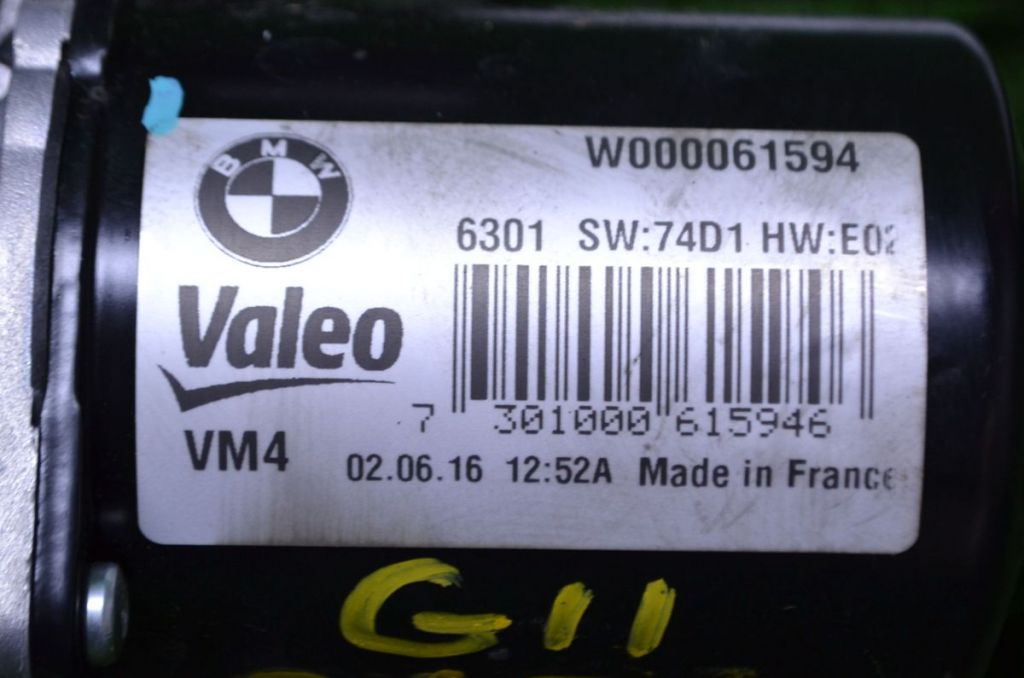 W000061594
BMW
6301 SW:74D1 HW:E02
Valeo
7 301000 615946
VM4
02.06.16 12:52A Made in France
G11